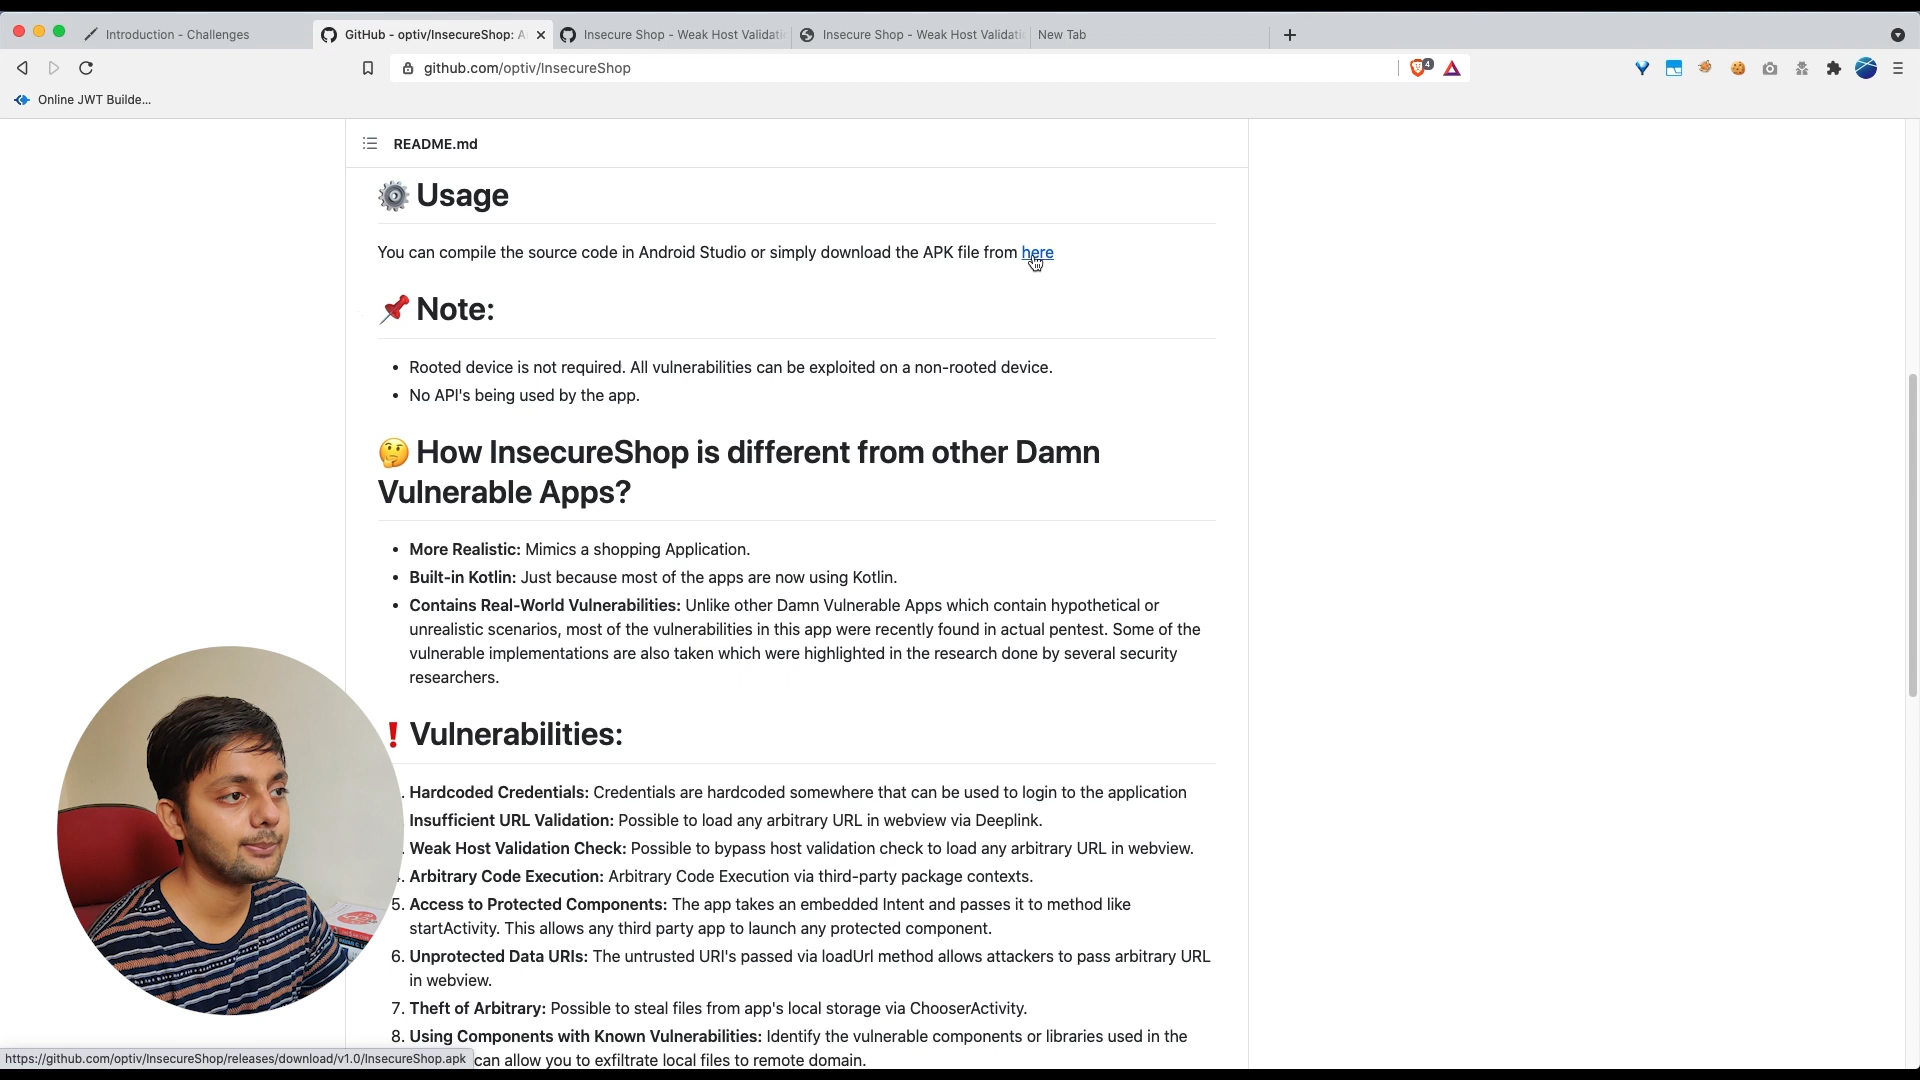 Introduction - Challenges
GitHub - optiv/InsecureShop: A
Insecure Shop - Weak Host Validati
Insecure Shop - Weak Host Validati
New Tab
github.com/optiv/InsecureShop
4
Online JWT Builde...
README.md
⚙️ Usage
You can compile the source code in Android Studio or simply download the APK file from here
📌 Note:
• Rooted device is not required. All vulnerabilities can be exploited on a non-rooted device.
• No API's being used by the app.
🤔 How InsecureShop is different from other Damn
Vulnerable Apps?
• More Realistic: Mimics a shopping Application.
• Built-in Kotlin: Just because most of the apps are now using Kotlin.
• Contains Real-World Vulnerabilities: Unlike other Damn Vulnerable Apps which contain hypothetical or
unrealistic scenarios, most of the vulnerabilities in this app were recently found in actual pentest. Some of the
vulnerable implementations are also taken which were highlighted in the research done by several security
researchers.
❗ Vulnerabilities:
. Hardcoded Credentials: Credentials are hardcoded somewhere that can be used to login to the application
Insufficient URL Validation: Possible to load any arbitrary URL in webview via Deeplink.
. Weak Host Validation Check: Possible to bypass host validation check to load any arbitrary URL in webview.
. Arbitrary Code Execution: Arbitrary Code Execution via third-party package contexts.
5. Access to Protected Components: The app takes an embedded Intent and passes it to method like
startActivity. This allows any third party app to launch any protected component.
6. Unprotected Data URIs: The untrusted URI's passed via loadUrl method allows attackers to pass arbitrary URL
in webview.
7. Theft of Arbitrary: Possible to steal files from app's local storage via ChooserActivity.
8. Using Components with Known Vulnerabilities: Identify the vulnerable components or libraries used in the
can allow you to exfiltrate local files to remote domain.
https://github.com/optiv/InsecureShop/releases/download/v1.0/InsecureShop.apk